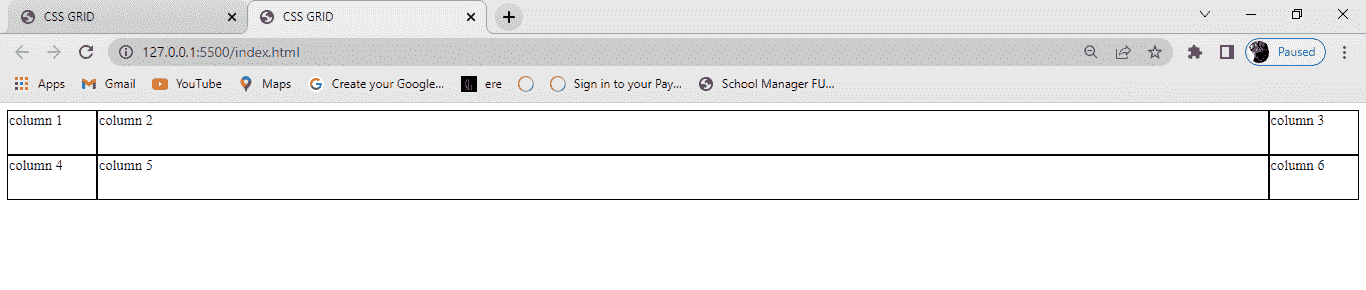 CSS GRID
CSS GRID
127.0.0.1:5500/index.html
Paused
Apps
Gmail
YouTube
Maps
Create your Google...
ere
Sign in to your Pay...
School Manager FU...
column 1
column 2
column 3
column 4
column 5
column 6